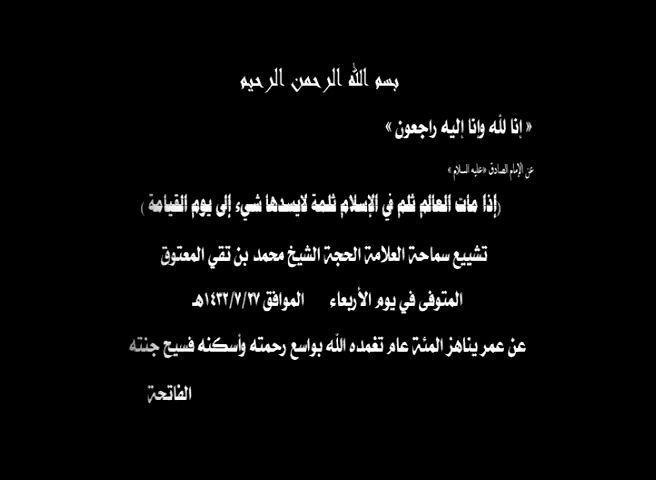 بسم الله الرحمن الرحيم
« إنا لله وانا إليه راجعون »
عن الإمام الصادق «عليه السلام »
(إذا مات العالم ثلم في الإسلام ثلمة لايسدها شيء إلى يوم القيامة )
تشييع سماحة العلامة الحجة الشيخ محمد بن تقي المعتوق
المتوفى في يوم الأربعاء الموافق ١٤٣٢/٧/٢٧هـ
عن عمر يناهز المئة عام تغمده الله بواسع رحمته وأسكنه فسيح جنته
الفاتحة